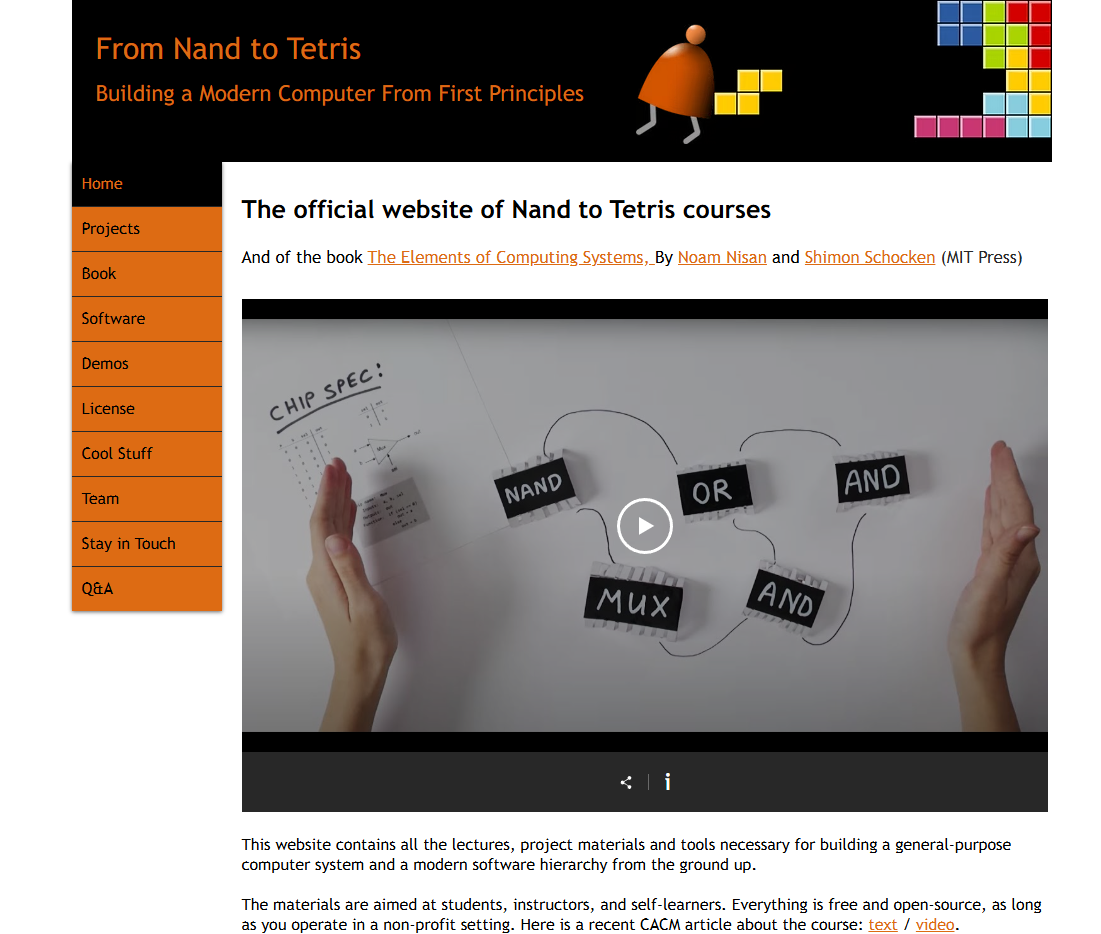 From Nand to Tetris
Building a Modern Computer From First Principles
Home
Projects
Book
Software
Demos
License
Cool Stuff
Team
Stay in Touch
Q&A
The official website of Nand to Tetris courses
And of the book The Elements of Computing Systems, By Noam Nisan and Shimon Schocken (MIT Press)
CHIP SPEC:
NAND
OR
AND
MUX
AND
This website contains all the lectures, project materials and tools necessary for building a general-purpose
computer system and a modern software hierarchy from the ground up.
The materials are aimed at students, instructors, and self-learners. Everything is free and open-source, as long
as you operate in a non-profit setting. Here is a recent CACM article about the course: text / video.